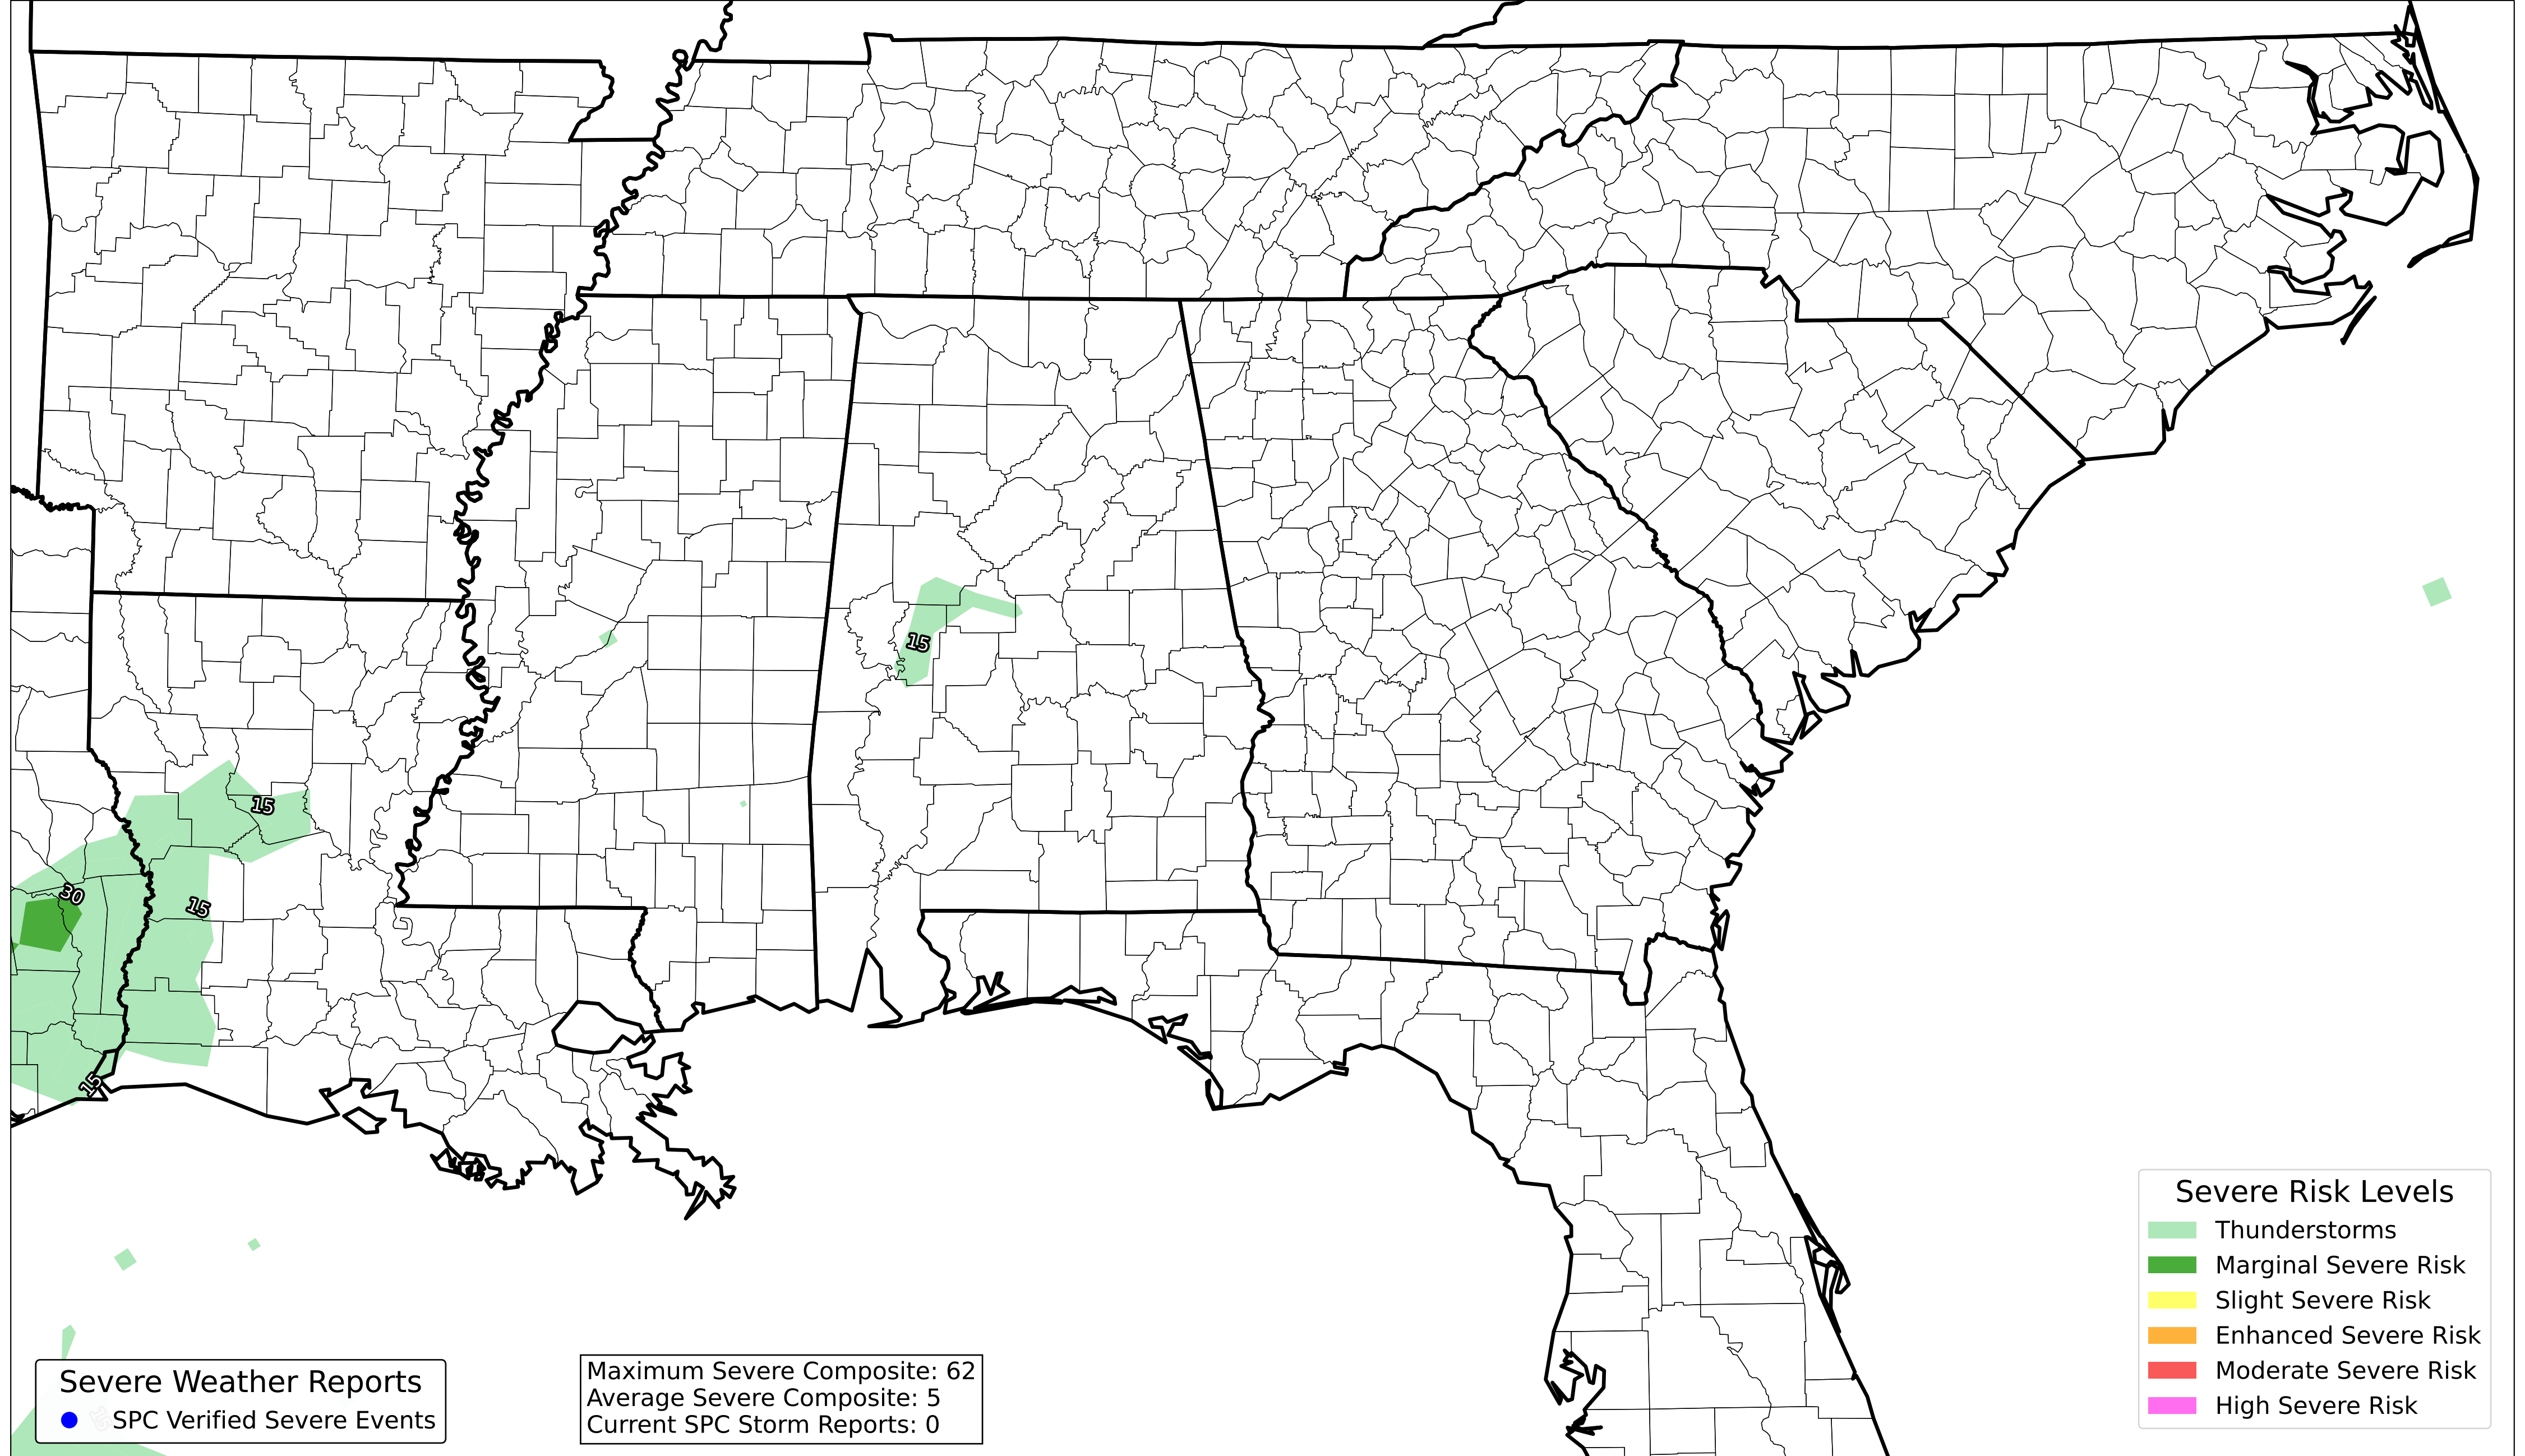 15
15
30
15
15
Severe Risk Levels
Thunderstorms
Marginal Severe Risk
Slight Severe Risk
Enhanced Severe Risk
Moderate Severe Risk
High Severe Risk
Severe Weather Reports
SPC Verified Severe Events
Maximum Severe Composite: 62
Average Severe Composite: 5
Current SPC Storm Reports: 0